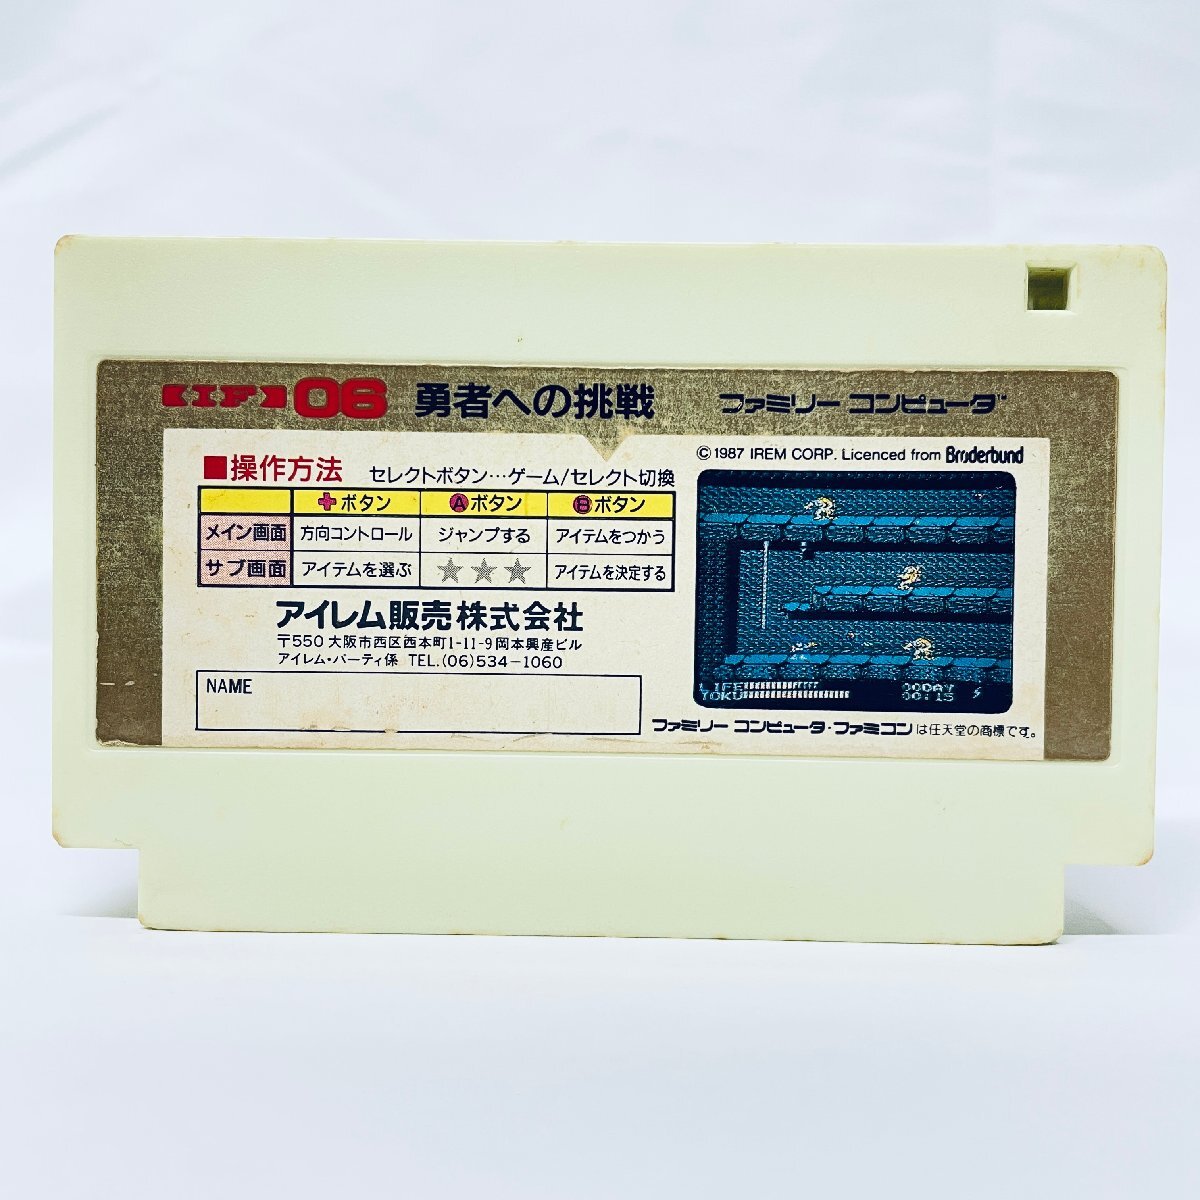 【IF】06 勇者への挑戦 ファミリー コンピュータ™
■操作方法 セレクトボタン…ゲーム/セレクト切換
✚ボタン Ⓐボタン Ⓑボタン
メイン画面 方向コントロール ジャンプする アイテムをつかう
サブ画面 アイテムを選ぶ ★★★ アイテムを決定する
アイレム販売株式会社
〒550 大阪市西区西本町1-11-9岡本興産ビル
アイレム・パーティ係 TEL.(06)534-1060
NAME
©1987 IREM CORP. Licenced from Brøderbund
LIFE 00DAY
YOKU 00:15
ファミリー コンピュータ・ファミコンは任天堂の商標です。